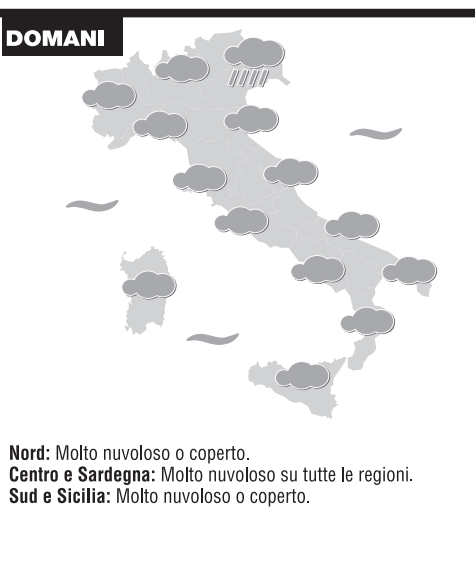 DOMANI
Nord: Molto nuvoloso o coperto.
Centro e Sardegna: Molto nuvoloso su tutte le regioni.
Sud e Sicilia: Molto nuvoloso o coperto.